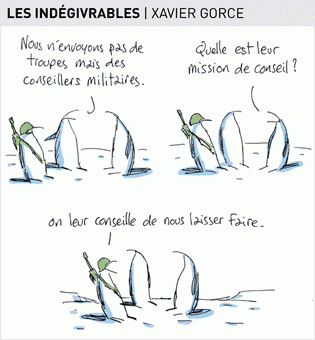 LES INDÉGIVRABLES | XAVIER GORCE
Nous n'envoyons pas de
troupes mais des
conseillers militaires.
Quelle est leur
mission de conseil ?
on leur conseille de nous laisser faire.